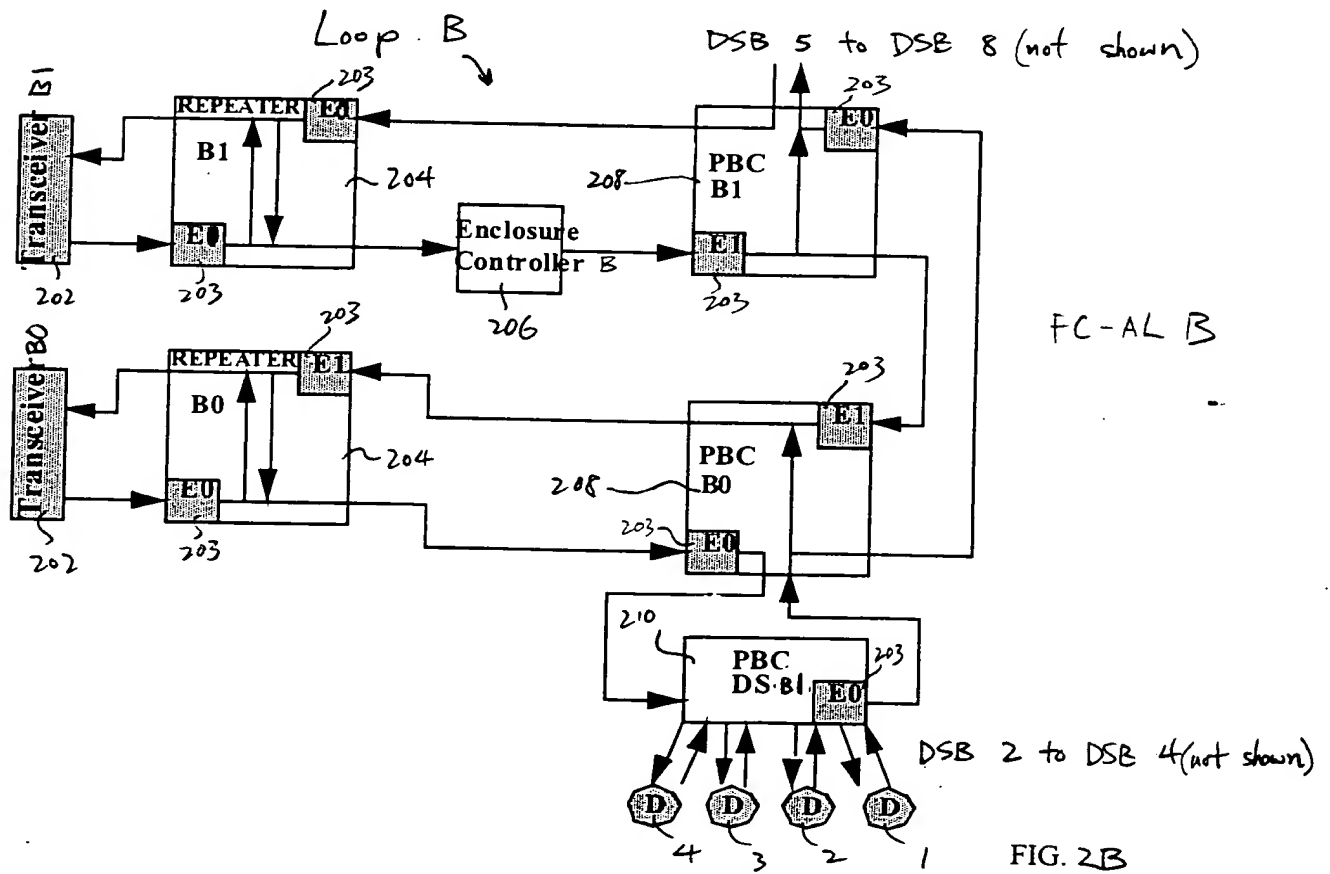 Loop B
DSB 5 to DSB 8 (not shown)
Transceiver B1
202
REPEATER
203
E0
B1
204
E0
203
Enclosure
Controller B
206
203
E0
PBC
B1
208
E1
203
FC-AL B
Transceiver B0
202
REPEATER
203
E1
B0
204
E0
203
203
E1
PBC
B0
208
203
E0
210
PBC
DS·B1
203
E0
DSB 2 to DSB 4 (not shown)
D
D
D
D
4
3
2
1
FIG. 2B